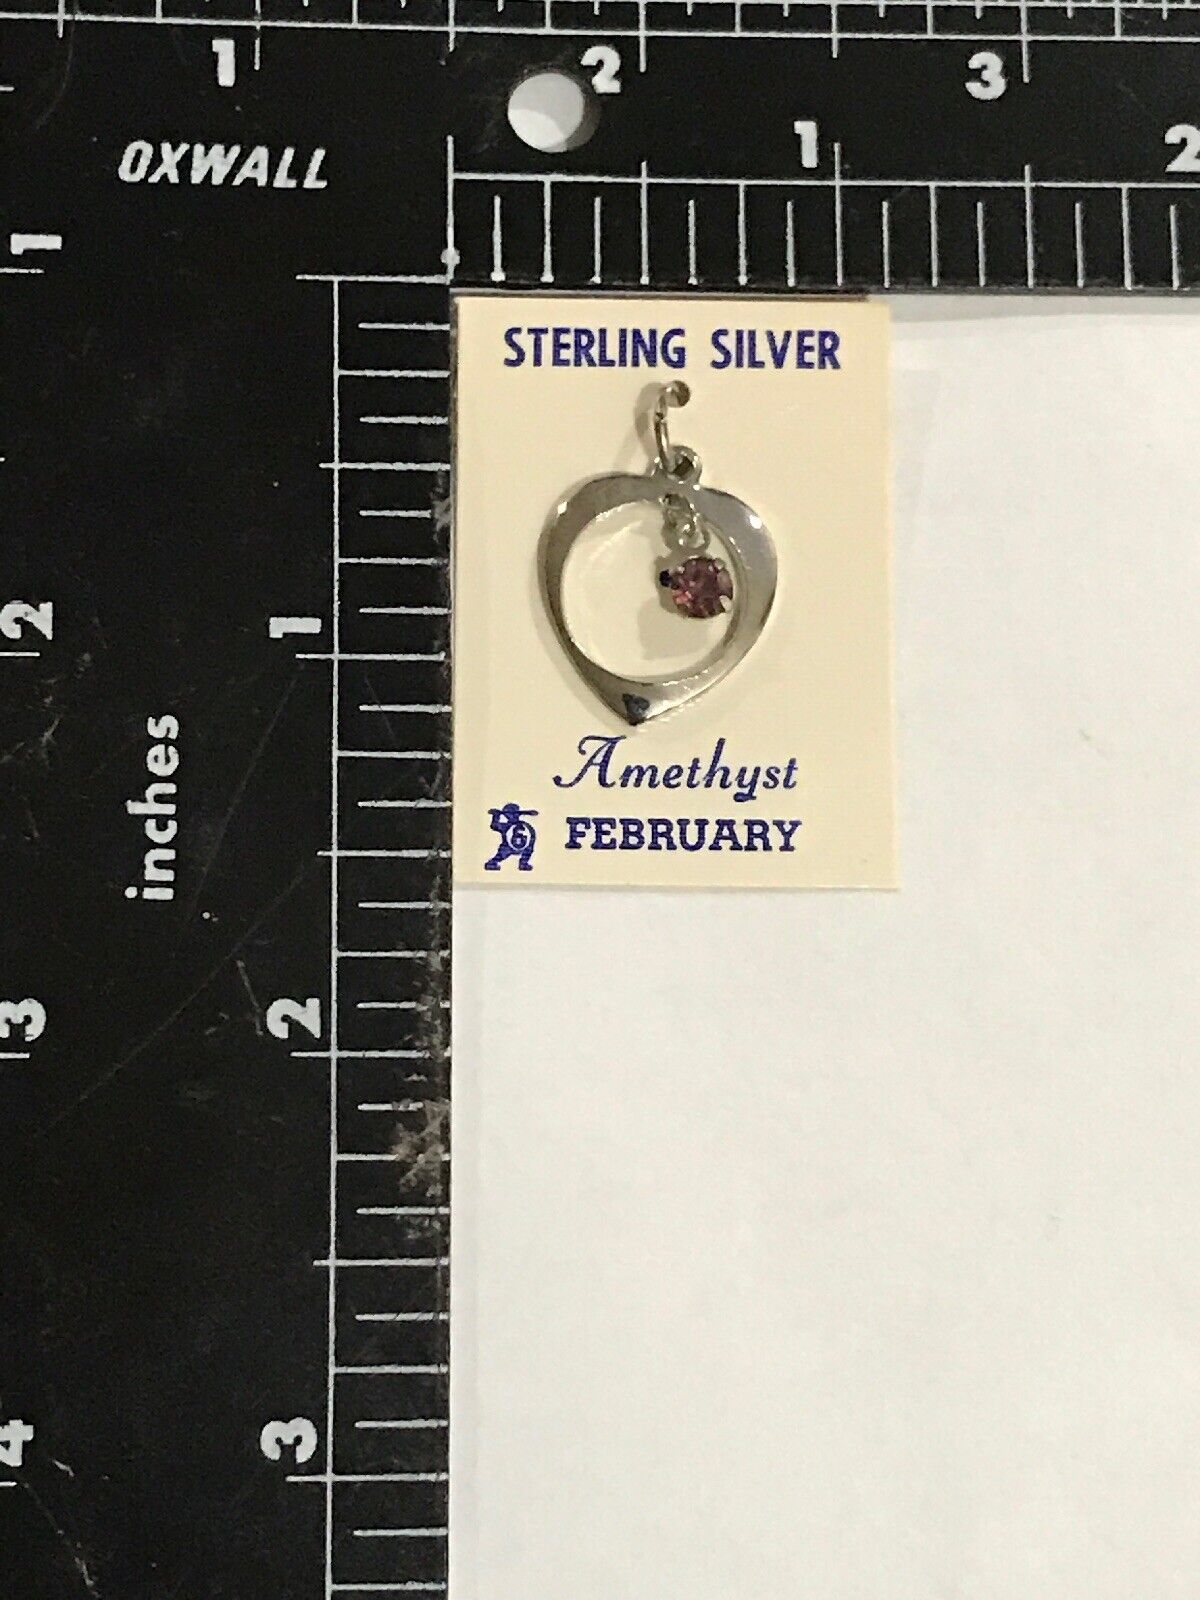 1 2 3
OXWALL
1 2
STERLING SILVER
Amethyst
FEBRUARY
inches
1
2
3
4
1
2
3